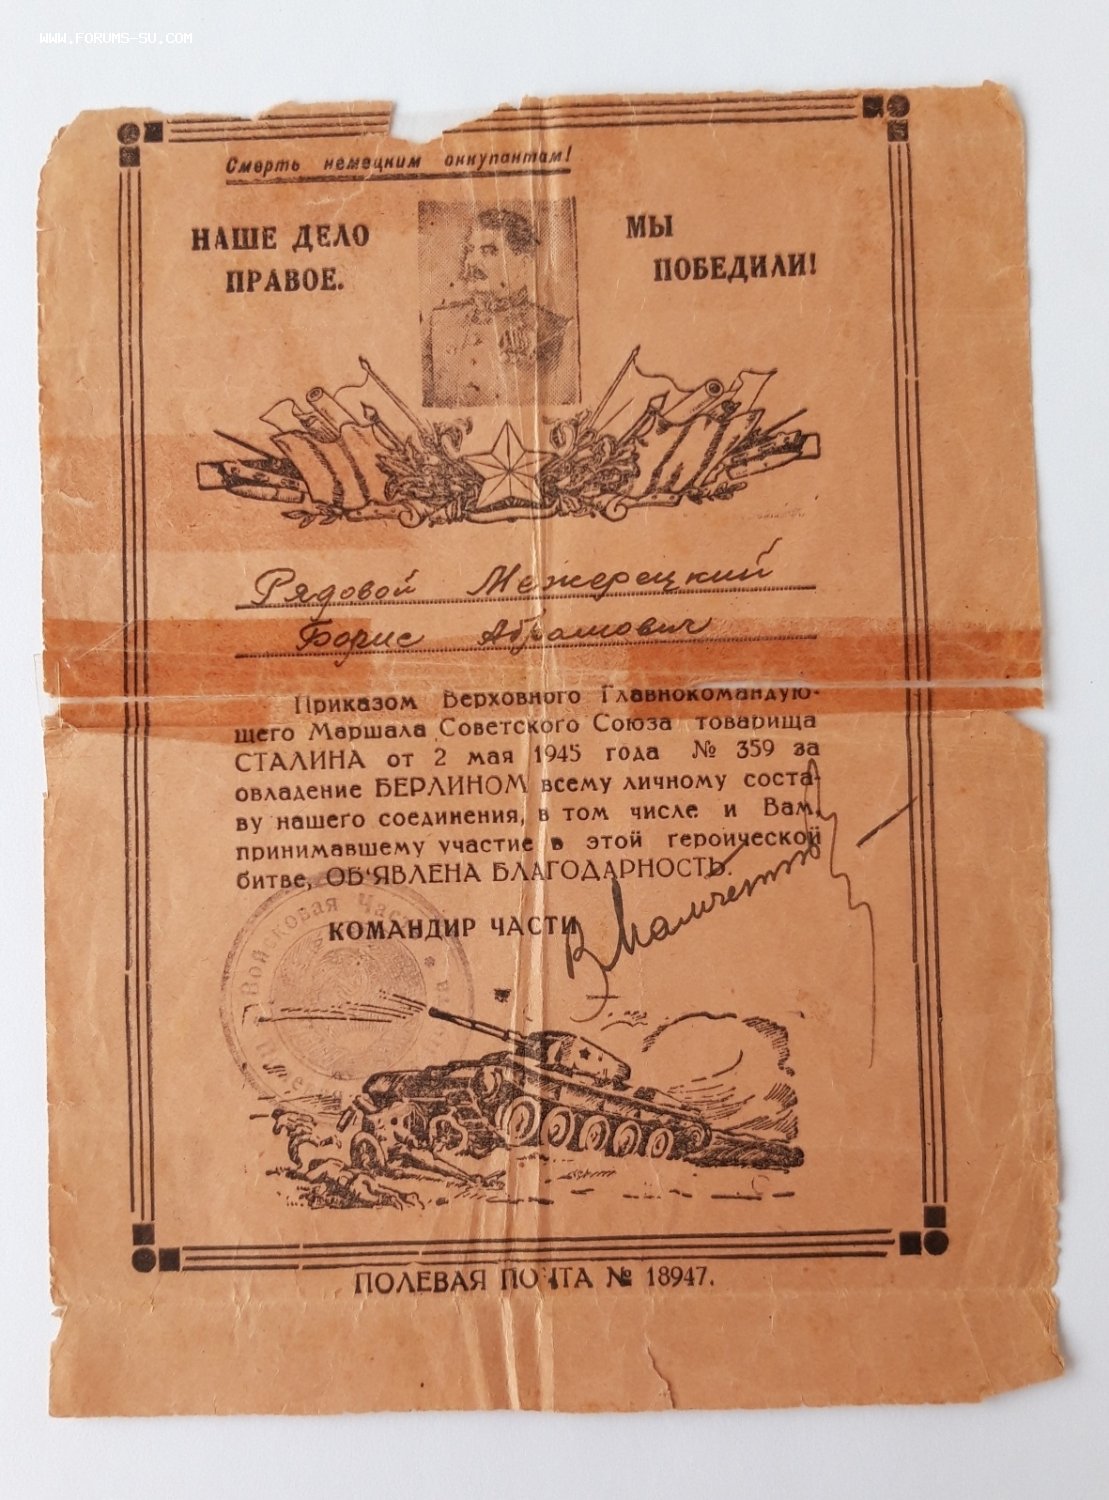 WWW.FORUMS-SU.COM
Смерть немецким оккупантам!
НАШЕ ДЕЛО
ПРАВОЕ.
МЫ
ПОБЕДИЛИ!
Рядовой Межерецкий
Борис Абрамович
Приказом Верховного Главнокомандую-
щего Маршала Советского Союза товарища
СТАЛИНА от 2 мая 1945 года № 359 за
овладение БЕРЛИНОМ всему личному соста-
ву нашего соединения, в том числе и Вам,
принимавшему участие в этой героической
битве, ОБ'ЯВЛЕНА БЛАГОДАРНОСТЬ.
КОМАНДИР ЧАСТИ
Войсковая Часть
ПОЛЕВАЯ ПОЧТА № 18947.